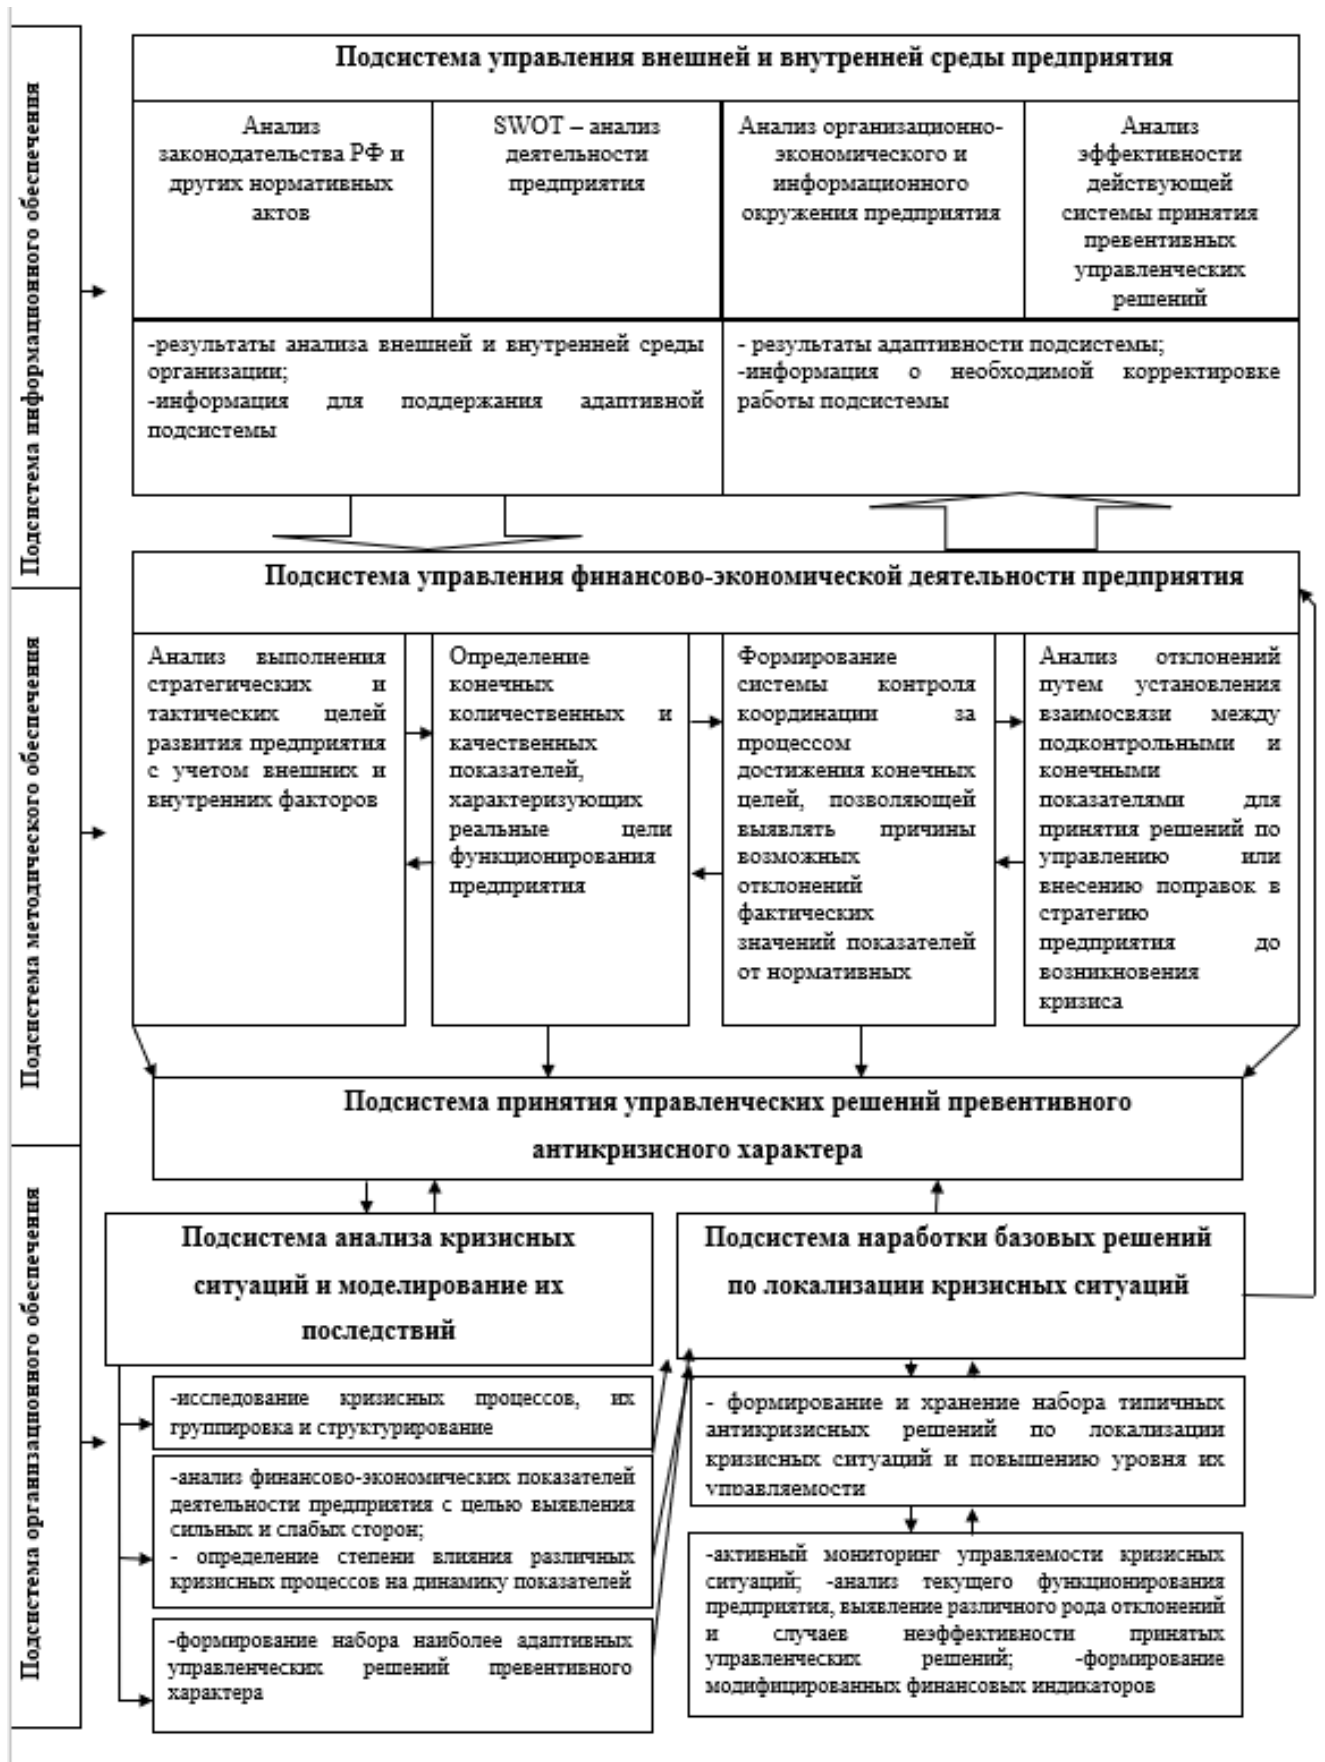 Подсистема информационного обеспечения
Подсистема методического обеспечения
Подсистема организационного обеспечения
Подсистема управления внешней и внутренней среды предприятия
Анализ
законодательства РФ и
других нормативных
актов
SWOT – анализ
деятельности
предприятия
Анализ организационно-
экономического и
информационного
окружения предприятия
Анализ
эффективности
действующей
системы принятия
превентивных
управленческих
решений
-результаты анализа внешней и внутренней среды
организации;
-информация для поддержания адаптивной
подсистемы
- результаты адаптивности подсистемы;
-информация о необходимой корректировке
работы подсистемы
Подсистема управления финансово-экономической деятельности предприятия
Анализ выполнения
стратегических и
тактических целей
развития предприятия
с учетом внешних и
внутренних факторов
Определение
конечных
количественных и
качественных
показателей,
характеризующих
реальные цели
функционирования
предприятия
Формирование
системы контроля
координации за
процессом
достижения конечных
целей, позволяющей
выявлять причины
возможных
отклонений
фактических
значений показателей
от нормативных
Анализ отклонений
путем установления
взаимосвязи между
подконтрольными и
конечными
показателями для
принятия решений по
управлению или
внесению поправок в
стратегию
предприятия до
возникновения
кризиса
Подсистема принятия управленческих решений превентивного
антикризисного характера
Подсистема анализа кризисных
ситуаций и моделирование их
последствий
-исследование кризисных процессов, их
группировка и структурирование
-анализ финансово-экономических показателей
деятельности предприятия с целью выявления
сильных и слабых сторон;
- определение степени влияния различных
кризисных процессов на динамику показателей
-формирование набора наиболее адаптивных
управленческих решений превентивного
характера
Подсистема наработки базовых решений
по локализации кризисных ситуаций
- формирование и хранение набора типичных
антикризисных решений по локализации
кризисных ситуаций и повышению уровня их
управляемости
-активный мониторинг управляемости кризисных
ситуаций; -анализ текущего функционирования
предприятия, выявление различного рода отклонений
и случаев неэффективности принятых
управленческих решений; -формирование
модифицированных финансовых индикаторов